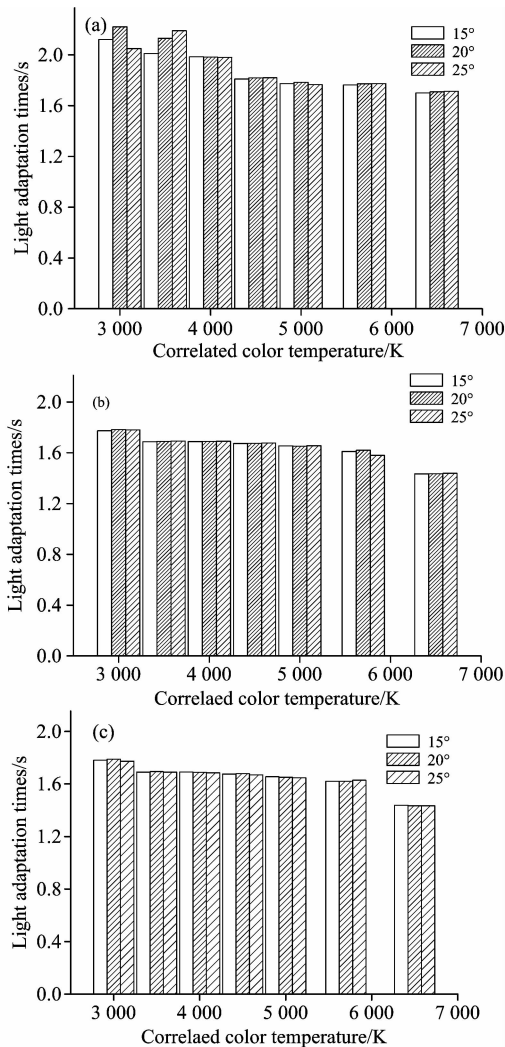 (a)
15°
20°
25°
2.0
1.6
1.2
0.8
0.4
0.0
Light adaptation times/s
3 000 4 000 5 000 6 000 7 000
Correlated color temperature/K
(b)
15°
20°
25°
2.0
1.6
1.2
0.8
0.4
0.0
Light adaptation times/s
3 000 4 000 5 000 6 000 7 000
Correlaed color temperature/K
(c)
15°
20°
25°
2.0
1.6
1.2
0.8
0.4
0.0
Light adaptation times/s
3 000 4 000 5 000 6 000 7 000
Correlaed color temperature/K